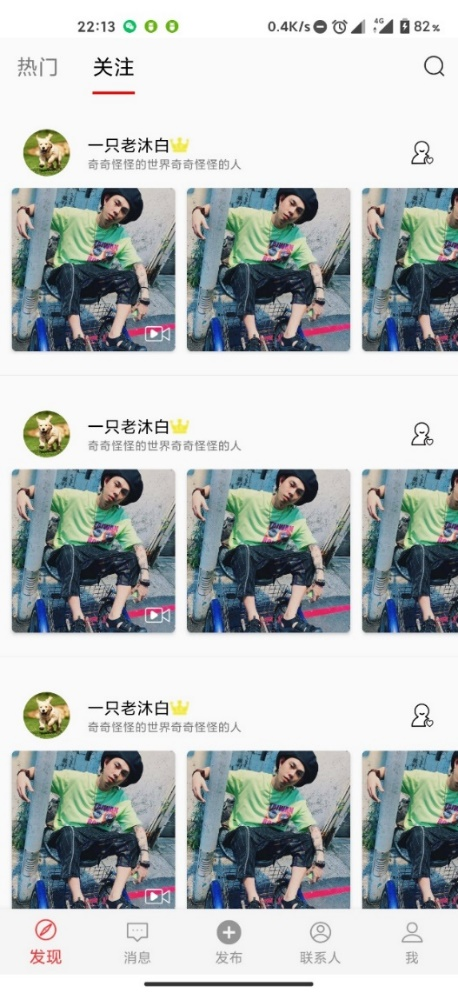 22:13 0.4K/s 4G 82%
热门 关注
一只老沐白
奇奇怪怪的世界奇奇怪怪的人
一只老沐白
奇奇怪怪的世界奇奇怪怪的人
一只老沐白
奇奇怪怪的世界奇奇怪怪的人
发现 消息 发布 联系人 我